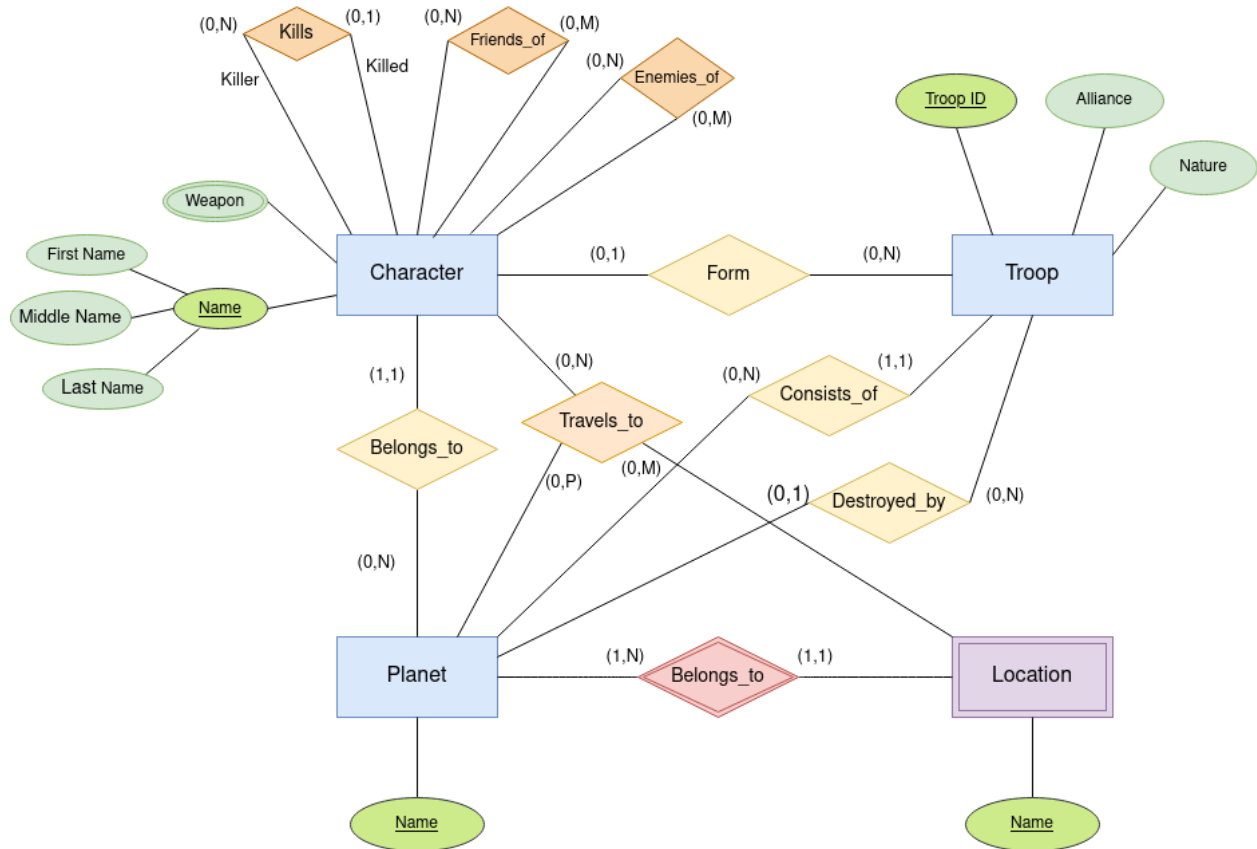 (0,N)
Kills
(0,1)
(0,N)
Friends_of
(0,M)
Killer
Killed
(0,N)
Enemies_of
(0,M)
Troop ID
Alliance
Nature
Weapon
First Name
Middle Name
Name
Last Name
Character
(0,1)
Form
(0,N)
Troop
(1,1)
(0,N)
(0,N)
(1,1)
Consists_of
Travels_to
Belongs_to
(0,P)
(0,M)
(0,1)
Destroyed_by
(0,N)
(0,N)
Planet
(1,N)
Belongs_to
(1,1)
Location
Name
Name